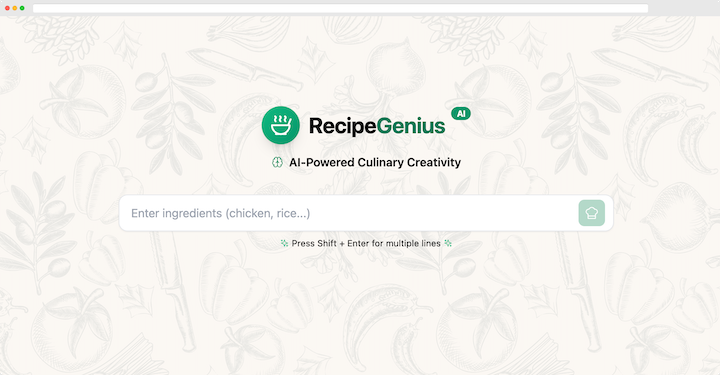 RecipeGenius AI
AI-Powered Culinary Creativity
Enter ingredients (chicken, rice...)
Press Shift + Enter for multiple lines